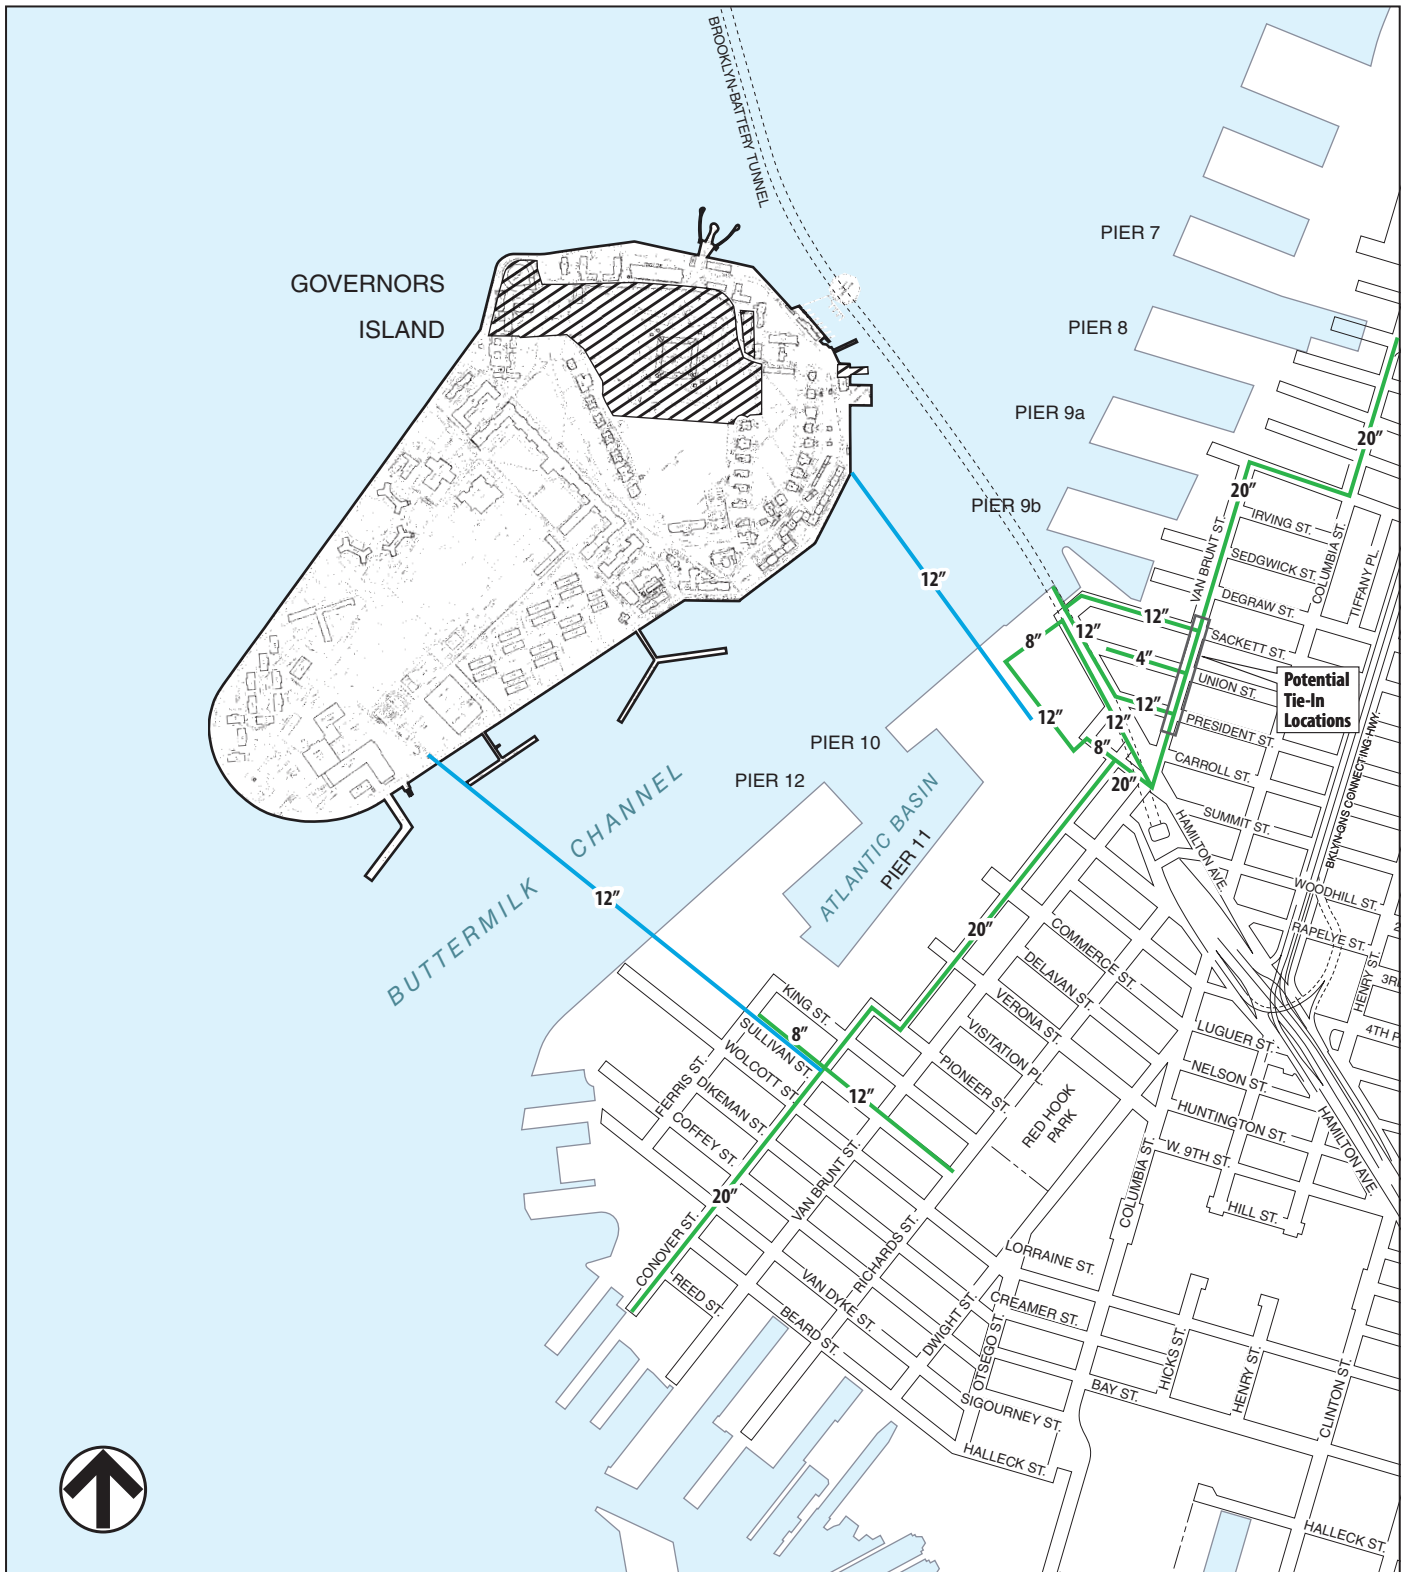 BROOKLYN-BATTERY TUNNEL
GOVERNORS
ISLAND
PIER 7
PIER 8
PIER 9a
PIER 9b
PIER 10
PIER 12
ATLANTIC BASIN
PIER 11
BUTTERMILK CHANNEL
20″
20″
12″
12″
12″
8″
4″
12″
12″
12″
8″
20″
12″
20″
8″
12″
20″
Potential
Tie-In
Locations
VAN BRUNT ST.
IRVING ST.
COLUMBIA ST.
TIFFANY PL.
SEDGWICK ST.
DEGRAW ST.
SACKETT ST.
UNION ST.
PRESIDENT ST.
CARROLL ST.
SUMMIT ST.
HAMILTON AVE.
BKLYN-QNS CONNECTING HWY.
WOODHILL ST.
RAPELYE ST.
HENRY ST.
2
3RD
4TH P
LUGUER ST.
NELSON ST.
HUNTINGTON ST.
W. 9TH ST.
HILL ST.
HAMILTON AVE.
COLUMBIA ST.
COMMERCE ST.
DELAVAN ST.
VERONA ST.
VISITATION PL.
PIONEER ST.
RED HOOK
PARK
KING ST.
SULLIVAN ST.
WOLCOTT ST.
DIKEMAN ST.
COFFEY ST.
FERRIS ST.
VAN BRUNT ST.
CONOVER ST.
REED ST.
RICHARDS ST.
VAN DYKE ST.
BEARD ST.
DWIGHT ST.
OTSEGO ST.
LORRAINE ST.
CREAMER ST.
HICKS ST.
HENRY ST.
CLINTON ST.
BAY ST.
SIGOURNEY ST.
HALLECK ST.
HALLECK ST.